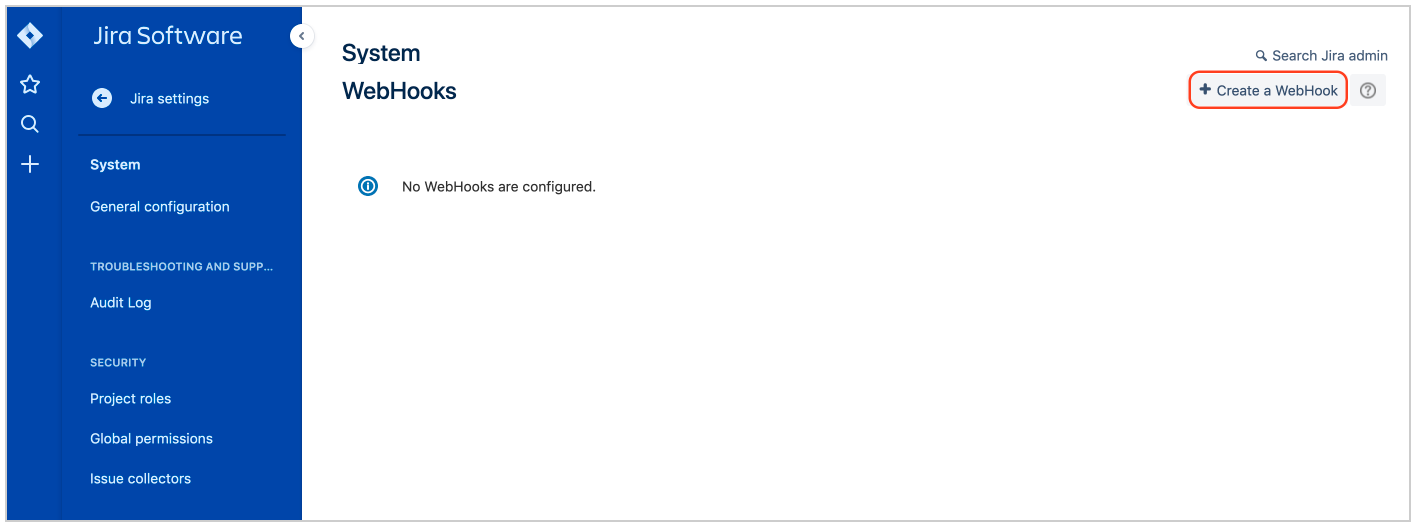 Jira Software
Jira settings
System
General configuration
TROUBLESHOOTING AND SUPP...
Audit Log
SECURITY
Project roles
Global permissions
Issue collectors
System
Search Jira admin
WebHooks
Create a WebHook
No WebHooks are configured.